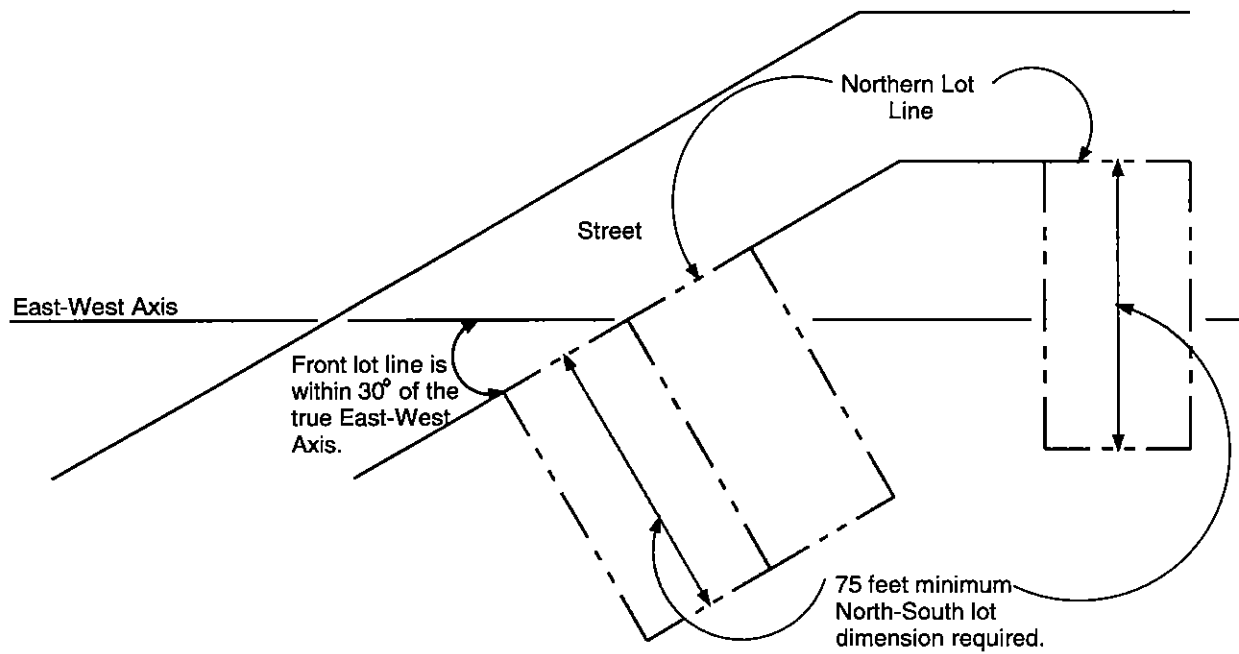 Northern Lot
Line
Street
East-West Axis
Front lot line is
within 30° of the
true East-West
Axis.
75 feet minimum
North-South lot
dimension required.